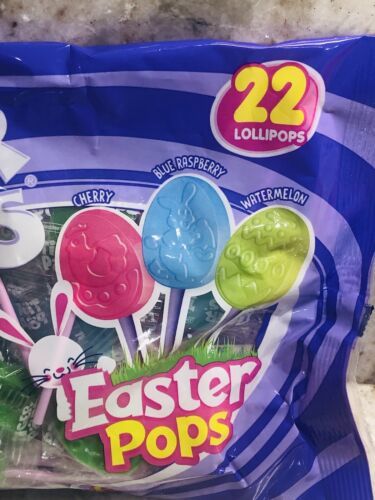 22
LOLLIPOPS
BLUE RASPBERRY
CHERRY
WATERMELON
®
Easter
Pops